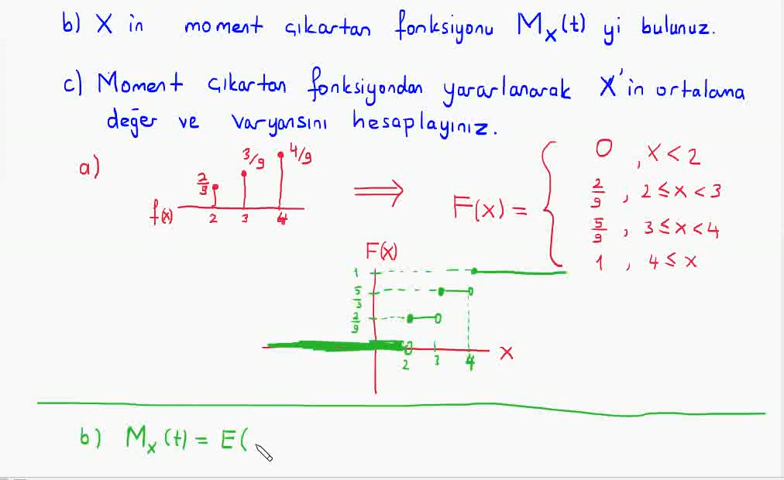 b) X in moment çıkartan fonksiyonu Mx(t) yi bulunuz.
c) Moment çıkartan fonksiyondan yararlanarak X'in ortalama
değer ve varyansını hesaplayınız.
a)
2/9 3/9 4/9
f(x) 2 3 4
⟹
F(x) = {
0 , x < 2
2/9 , 2 ≤ x < 3
5/9 , 3 ≤ x < 4
1 , 4 ≤ x
F(x)
1
5/9
2/9
2 3 4 x
b) Mx(t) = E(